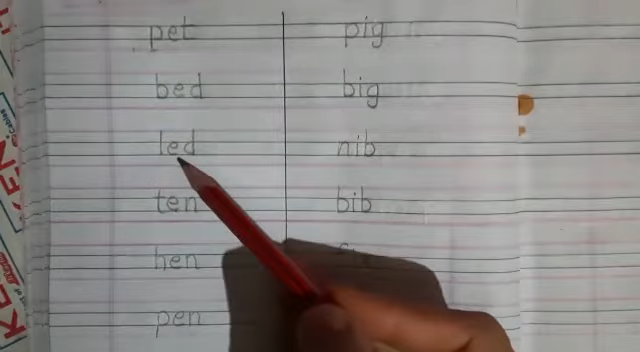 pet pig
bed big
led nib
ten bib
hen
pen